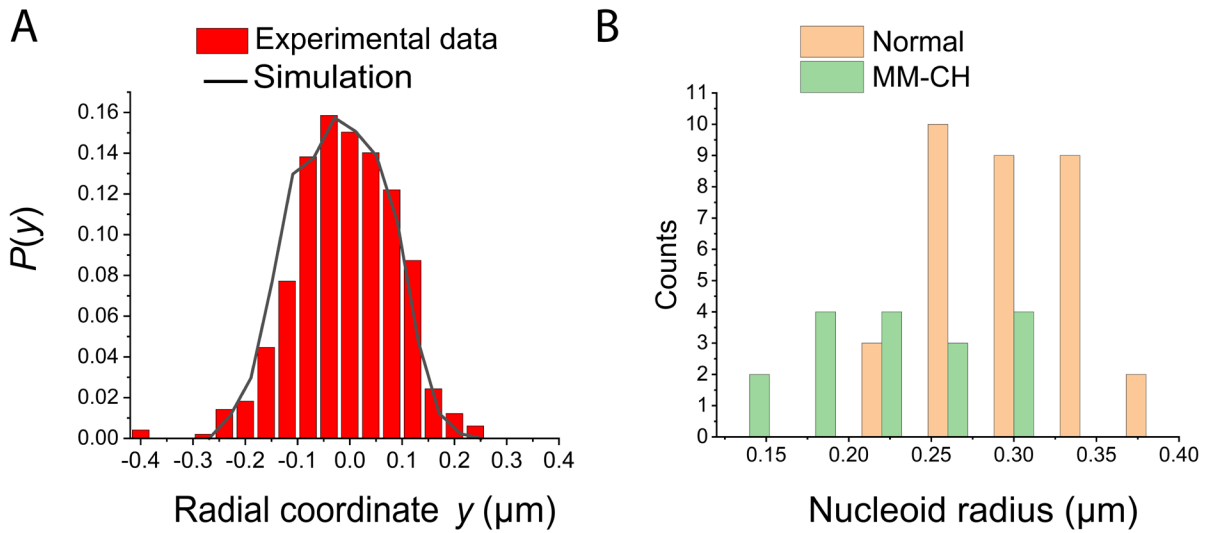 A
Experimental data
Simulation
P(y)
0.16
0.14
0.12
0.10
0.08
0.06
0.04
0.02
0.00
-0.4 -0.3 -0.2 -0.1 0.0 0.1 0.2 0.3 0.4
Radial coordinate y (µm)
B
Normal
MM-CH
Counts
11
10
9
8
7
6
5
4
3
2
1
0
0.15 0.20 0.25 0.30 0.35 0.40
Nucleoid radius (µm)